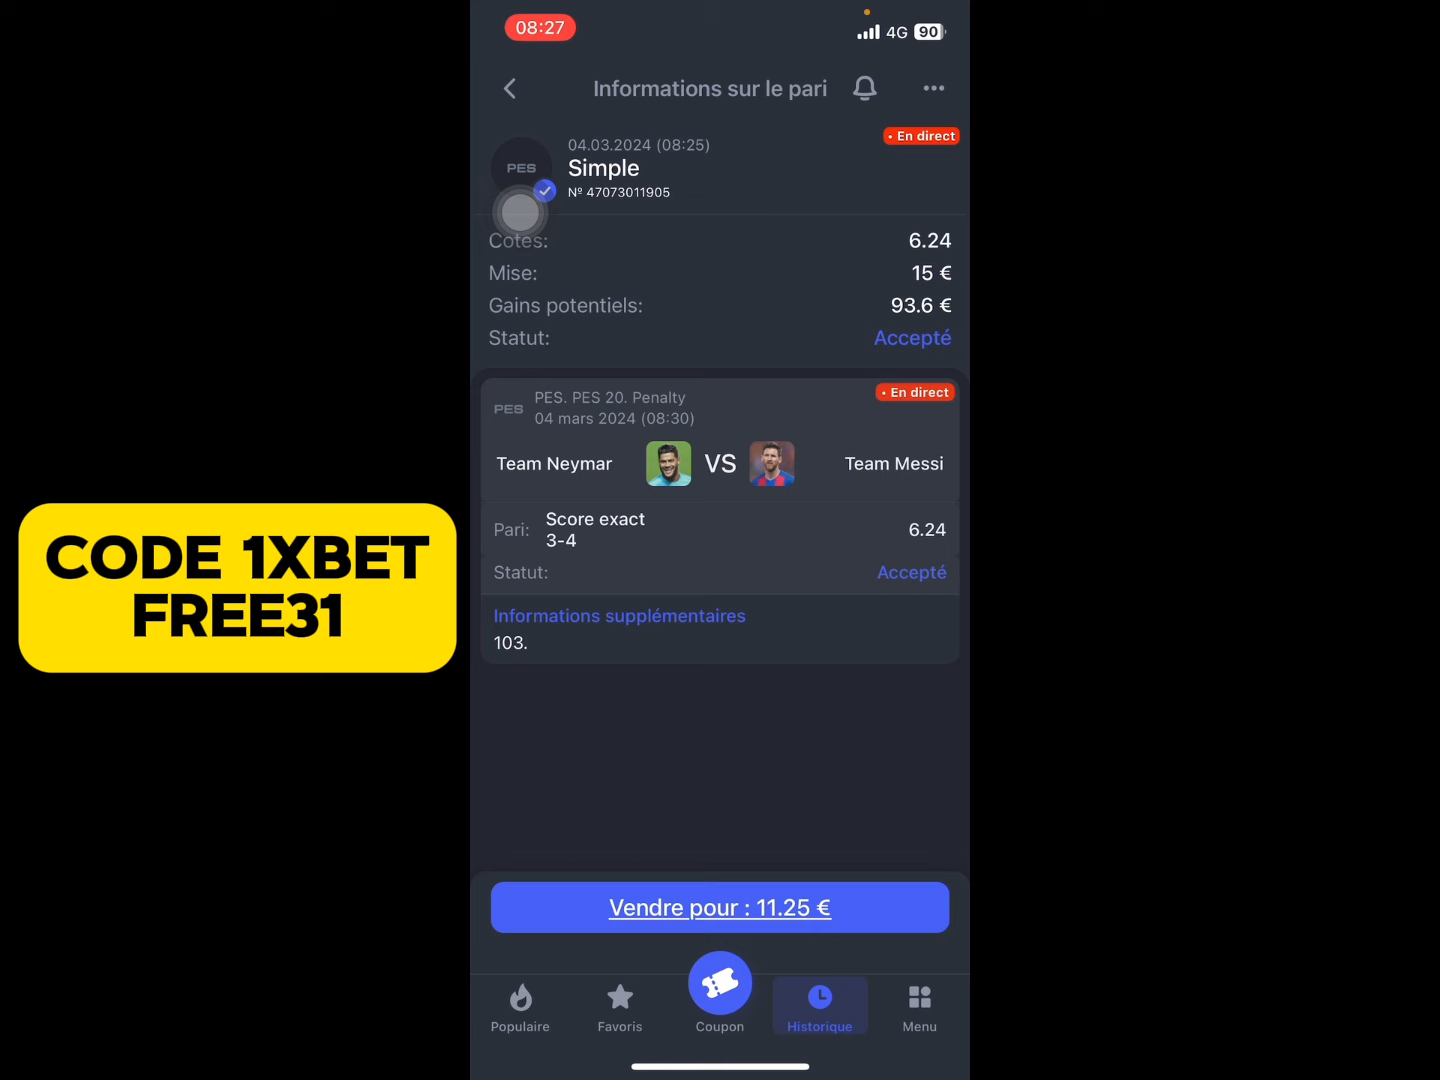 08:27
4G 90
Informations sur le pari
04.03.2024 (08:25)
• En direct
PES
Simple
Nº 47073011905
Cotes: 6.24
Mise: 15 €
Gains potentiels: 93.6 €
Statut: Accepté
PES. PES 20. Penalty
• En direct
PES
04 mars 2024 (08:30)
Team Neymar VS Team Messi
Pari: Score exact
3-4
6.24
Statut: Accepté
Informations supplémentaires
103.
CODE 1XBET
FREE31
Vendre pour : 11.25 €
Populaire Favoris Coupon Historique Menu